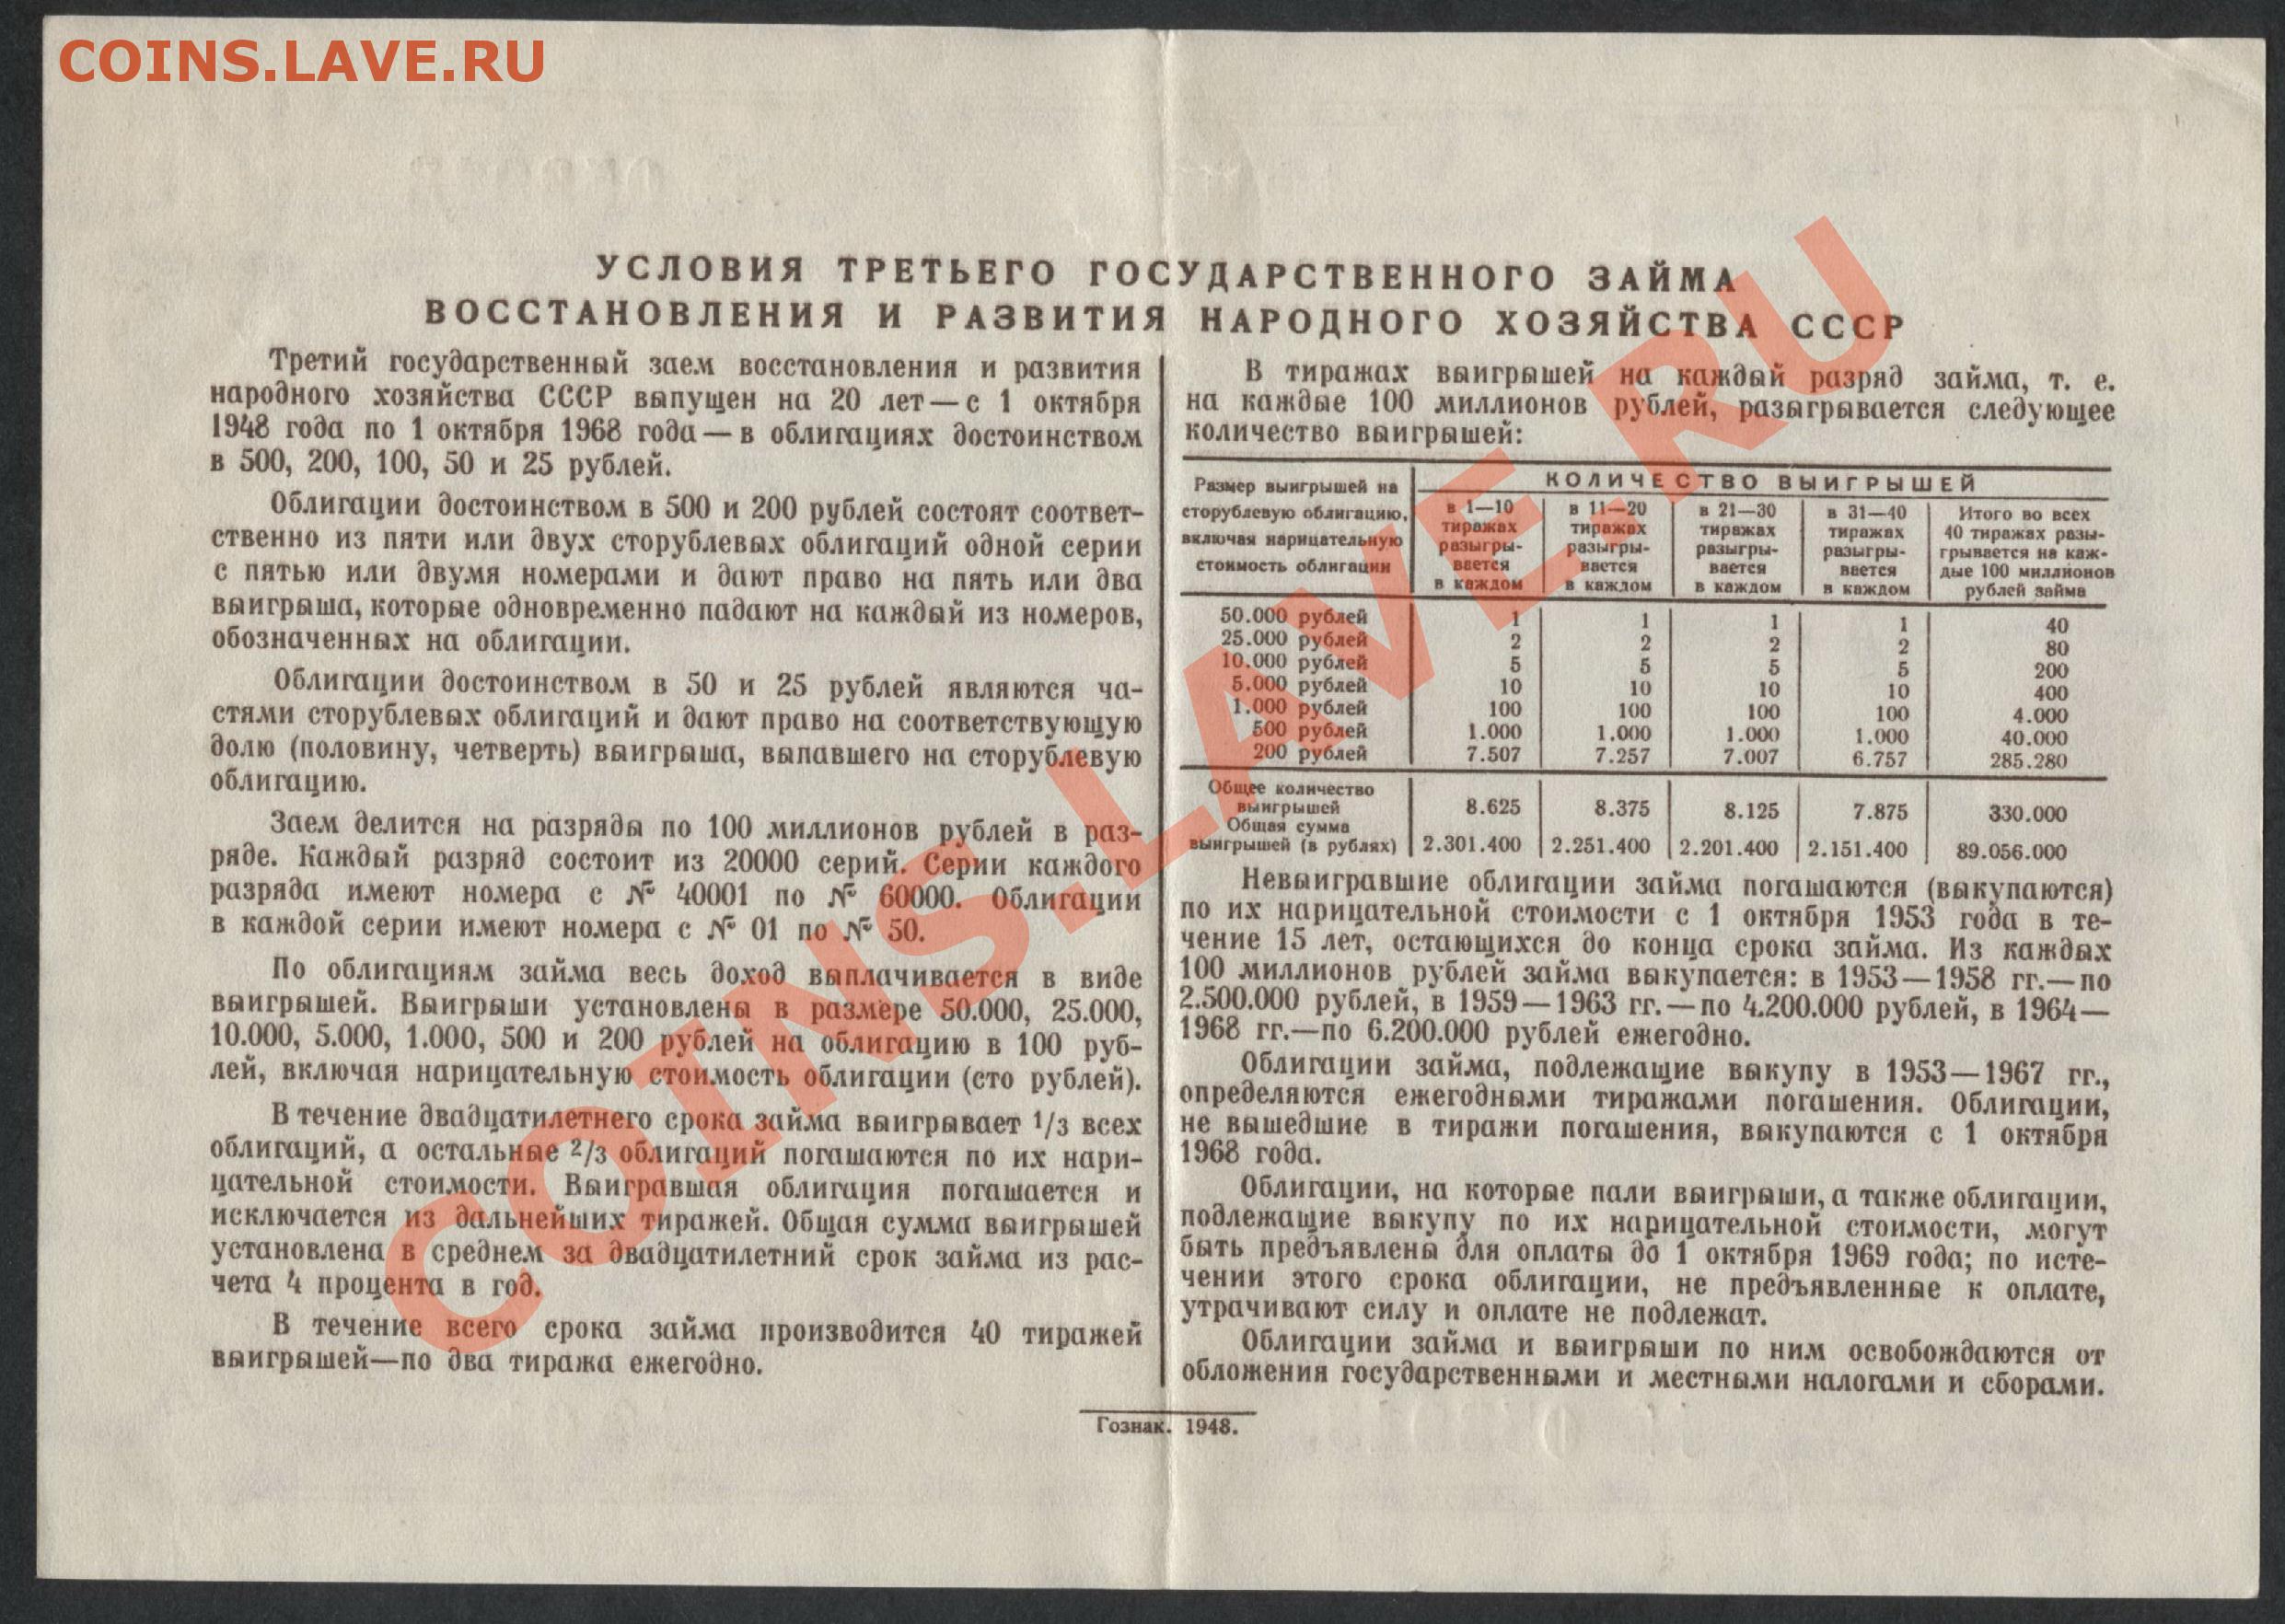 COINS.LAVE.RU
УСЛОВИЯ ТРЕТЬЕГО ГОСУДАРСТВЕННОГО ЗАЙМА
ВОССТАНОВЛЕНИЯ И РАЗВИТИЯ НАРОДНОГО ХОЗЯЙСТВА СССР
Третий государственный заем восстановления и развития
народного хозяйства СССР выпущен на 20 лет—с 1 октября
1948 года по 1 октября 1968 года—в облигациях достоинством
в 500, 200, 100, 50 и 25 рублей.
Облигации достоинством в 500 и 200 рублей состоят соответ-
ственно из пяти или двух сторублевых облигаций одной серии
с пятью или двумя номерами и дают право на пять или два
выигрыша, которые одновременно падают на каждый из номеров,
обозначенных на облигации.
Облигации достоинством в 50 и 25 рублей являются ча-
стями сторублевых облигаций и дают право на соответствующую
долю (половину, четверть) выигрыша, выпавшего на сторублевую
облигацию.
Заем делится на разряды по 100 миллионов рублей в раз-
ряде. Каждый разряд состоит из 20000 серий. Серии каждого
разряда имеют номера с № 40001 по № 60000. Облигации
в каждой серии имеют номера с № 01 по № 50.
По облигациям займа весь доход выплачивается в виде
выигрышей. Выигрыши установлены в размере 50.000, 25.000,
10.000, 5.000, 1.000, 500 и 200 рублей на облигацию в 100 руб-
лей, включая нарицательную стоимость облигации (сто рублей).
В течение двадцатилетнего срока займа выигрывает 1/3 всех
облигаций, а остальные 2/3 облигаций погашаются по их нари-
цательной стоимости. Выигравшая облигация погашается и
исключается из дальнейших тиражей. Общая сумма выигрышей
установлена в среднем за двадцатилетний срок займа из рас-
чета 4 процента в год.
В течение всего срока займа производится 40 тиражей
выигрышей—по два тиража ежегодно.
В тиражах выигрышей на каждый разряд займа, т. е.
на каждые 100 миллионов рублей, разыгрывается следующее
количество выигрышей:
Размер выигрышей на
сторублевую облигацию,
включая нарицательную
стоимость облигации
КОЛИЧЕСТВО ВЫИГРЫШЕЙ
в 1—10
тиражах
разыгры-
вается
в каждом
в 11—20
тиражах
разыгры-
вается
в каждом
в 21—30
тиражах
разыгры-
вается
в каждом
в 31—40
тиражах
разыгры-
вается
в каждом
Итого во всех
40 тиражах разы-
грывается на каж-
дые 100 миллионов
рублей займа
50.000 рублей 1 1 1 1 40
25.000 рублей 2 2 2 2 80
10.000 рублей 5 5 5 5 200
5.000 рублей 10 10 10 10 400
1.000 рублей 100 100 100 100 4.000
500 рублей 1.000 1.000 1.000 1.000 40.000
200 рублей 7.507 7.257 7.007 6.757 285.280
Общее количество
выигрышей 8.625 8.375 8.125 7.875 330.000
Общая сумма
выигрышей (в рублях) 2.301.400 2.251.400 2.201.400 2.151.400 89.056.000
Невыигравшие облигации займа погашаются (выкупаются)
по их нарицательной стоимости с 1 октября 1953 года в те-
чение 15 лет, остающихся до конца срока займа. Из каждых
100 миллионов рублей займа выкупается: в 1953—1958 гг.—по
2.500.000 рублей, в 1959—1963 гг.—по 4.200.000 рублей, в 1964—
1968 гг.—по 6.200.000 рублей ежегодно.
Облигации займа, подлежащие выкупу в 1953—1967 гг.,
определяются ежегодными тиражами погашения. Облигации,
не вышедшие в тиражи погашения, выкупаются с 1 октября
1968 года.
Облигации, на которые пали выигрыши, а также облигации,
подлежащие выкупу по их нарицательной стоимости, могут
быть предъявлены для оплаты до 1 октября 1969 года; по исте-
чении этого срока облигации, не предъявленные к оплате,
утрачивают силу и оплате не подлежат.
Облигации займа и выигрыши по ним освобождаются от
обложения государственными и местными налогами и сборами.
Гознак. 1948.
COINS.LAVE.RU